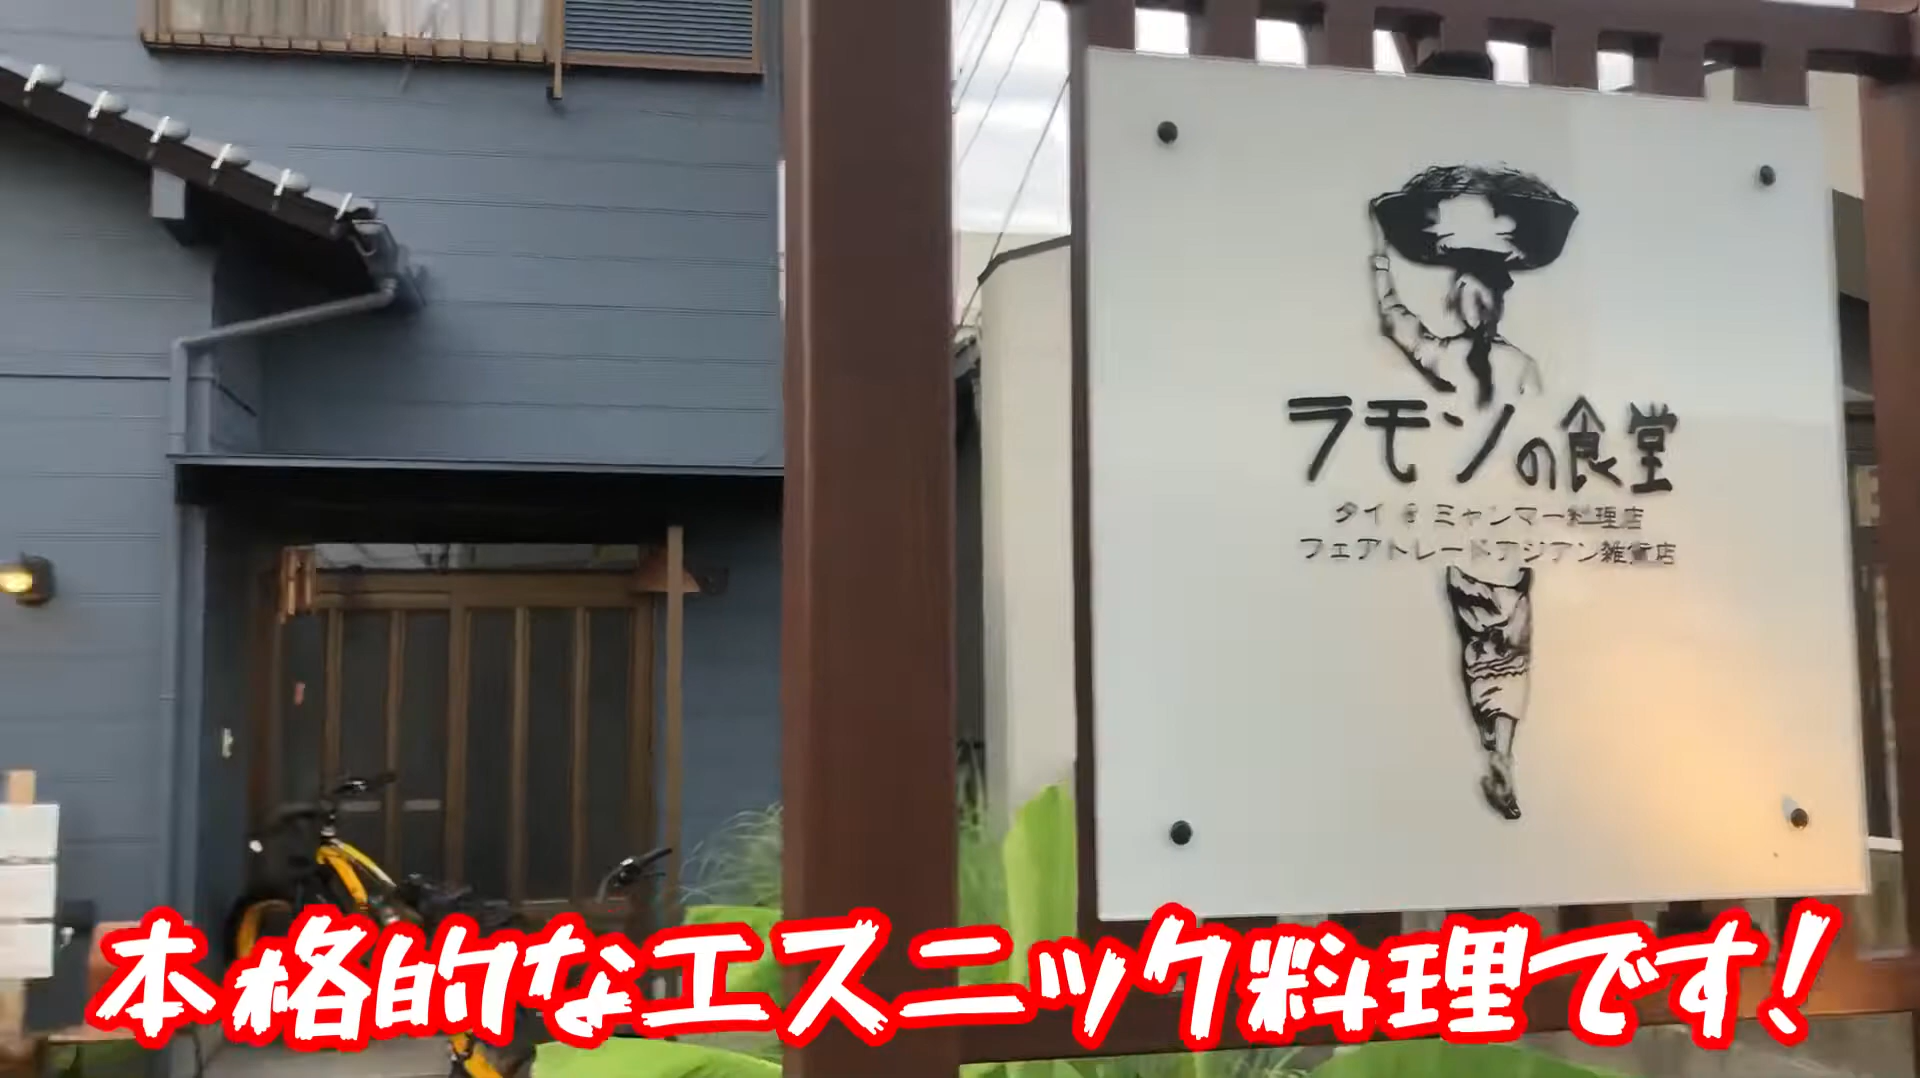 ラモンの食堂
タイ & ミャンマー料理店
フェアトレードアジアン雑貨店
本格的なエスニック料理です!